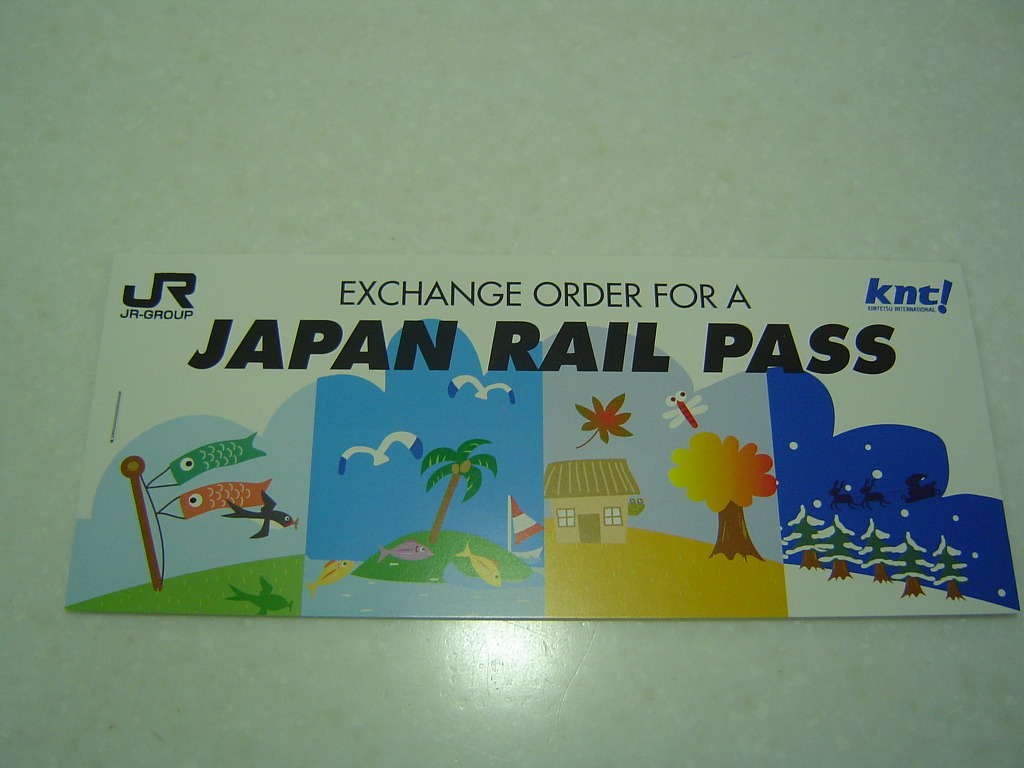 JR
JR-GROUP
EXCHANGE ORDER FOR A
JAPAN RAIL PASS
knt!
KINTETSU INTERNATIONAL